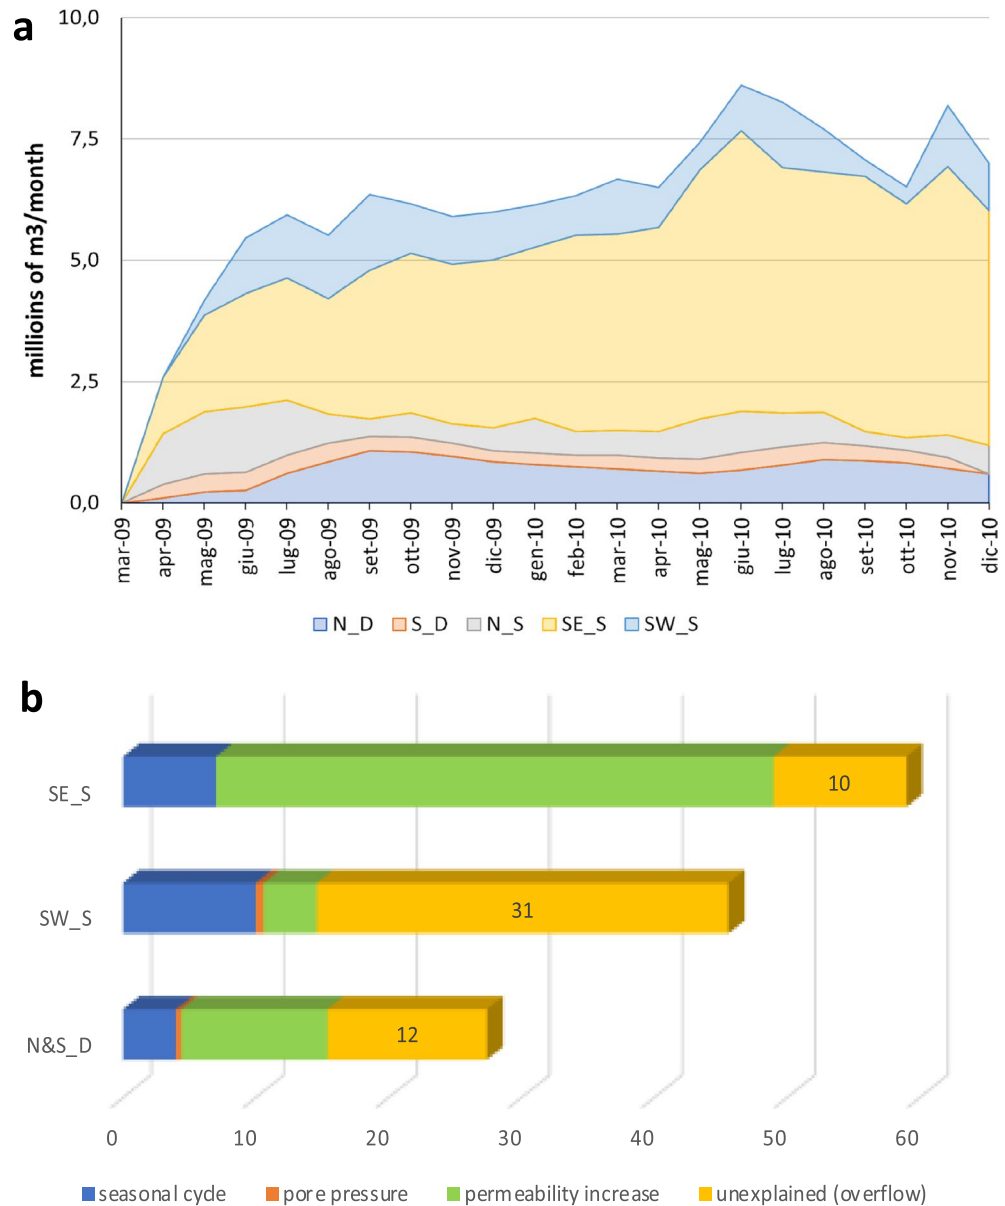 a
10,0
7,5
5,0
2,5
0,0
millioins of m3/month
mar-09 apr-09 mag-09 giu-09 lug-09 ago-09 set-09 ott-09 nov-09 dic-09 gen-10 feb-10 mar-10 apr-10 mag-10 giu-10 lug-10 ago-10 set-10 ott-10 nov-10 dic-10
N_D S_D N_S SE_S SW_S
b
SE_S 10
SW_S 31
N&S_D 12
0 10 20 30 40 50 60
seasonal cyde pore pressure permeability increase unexplained (overflow)